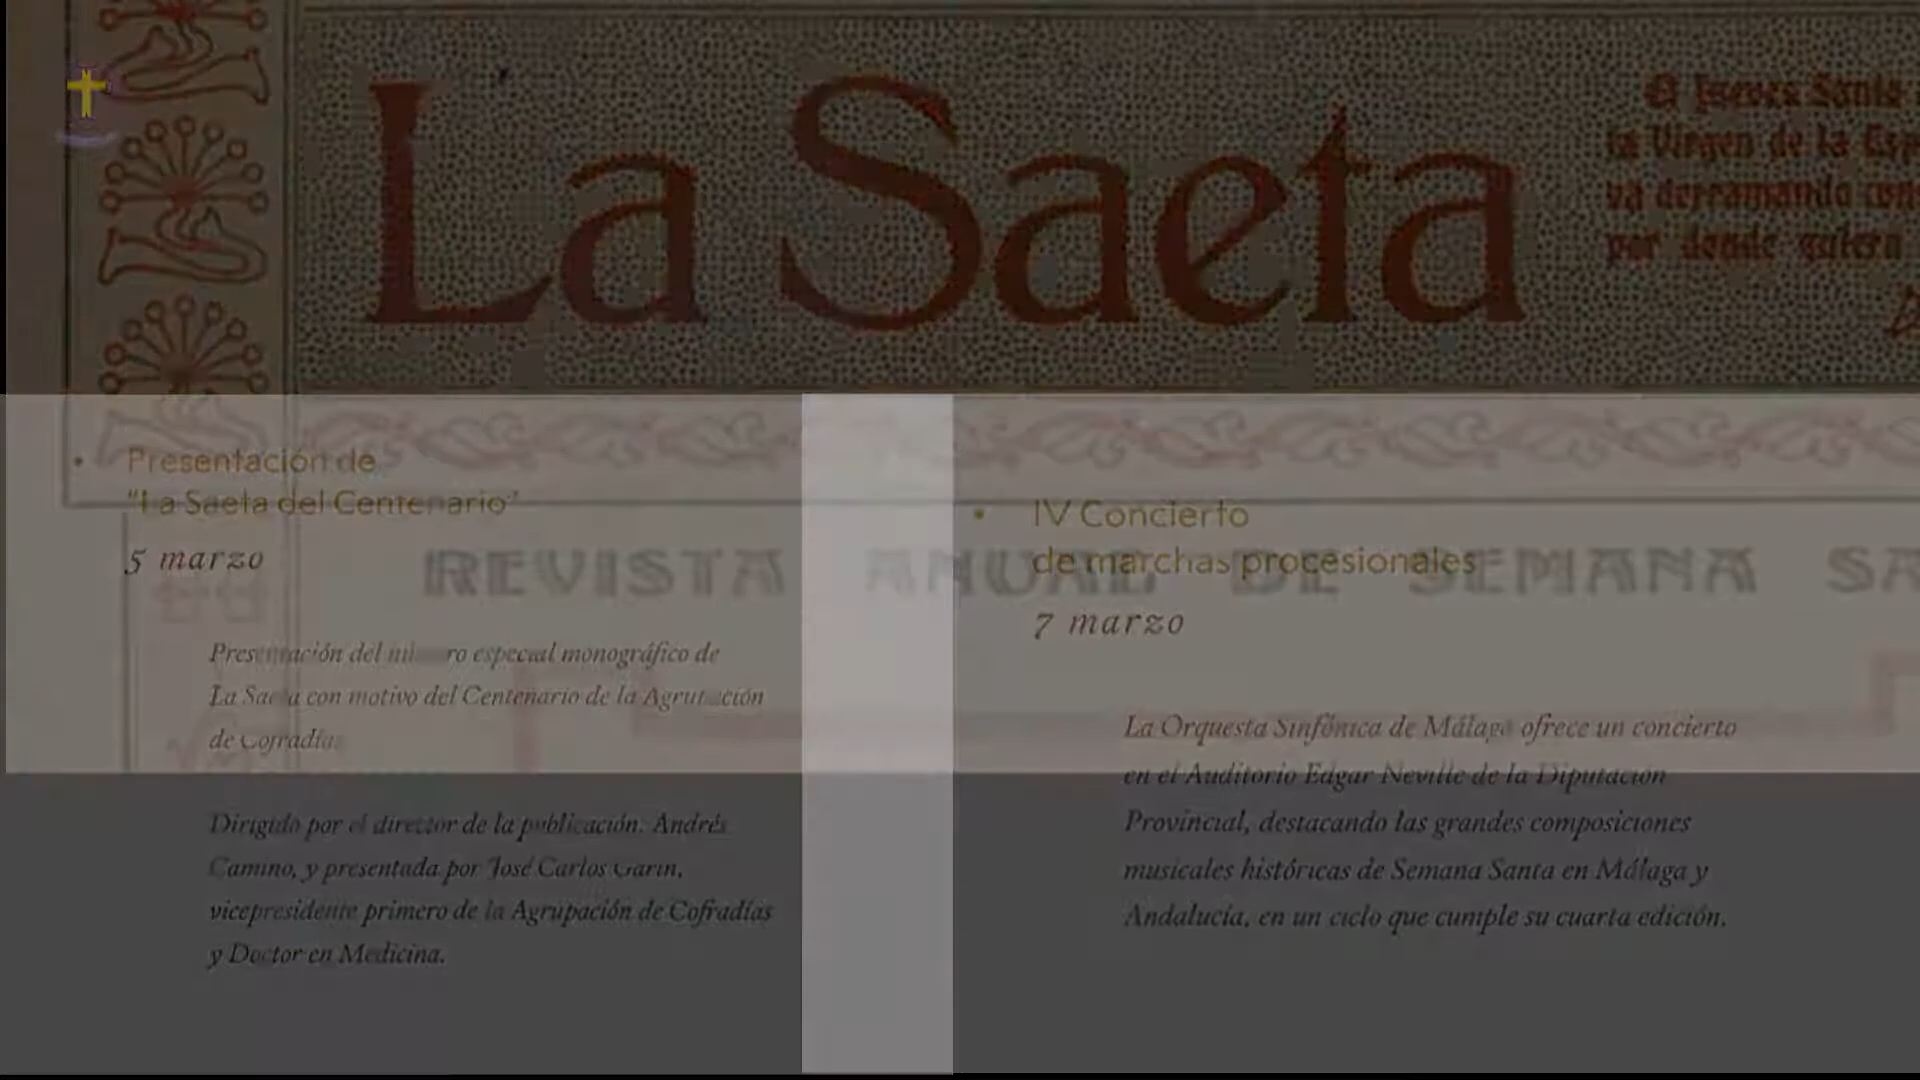 La Saeta
El Jueves Santo
la Virgen de la
va derramando
por donde quiera
Presentación de
"La Saeta del Centenario"
5 marzo
REVISTA ANUAL DE SEMANA SA
Presentación del número especial monográfico de
La Saeta con motivo del Centenario de la Agrupación
de Cofradías
Dirigido por el director de la publicación, Andrés
Camino, y presentada por José Carlos Garín,
vicepresidente primero de la Agrupación de Cofradías
y Doctor en Medicina.
IV Concierto
de marchas procesionales
7 marzo
La Orquesta Sinfónica de Málaga ofrece un concierto
en el Auditorio Edgar Neville de la Diputación
Provincial, destacando las grandes composiciones
musicales históricas de Semana Santa en Málaga y
Andalucía, en un ciclo que cumple su cuarta edición.